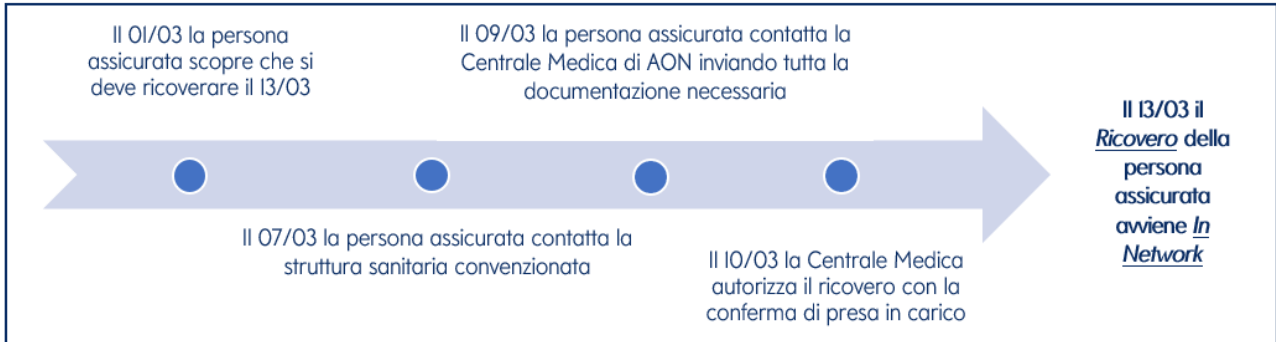 Il 01/03 la persona
assicurata scopre che si
deve ricoverare il 13/03
Il 07/03 la persona assicurata contatta la
struttura sanitaria convenzionata
Il 09/03 la persona assicurata contatta la
Centrale Medica di AON inviando tutta la
documentazione necessaria
Il 10/03 la Centrale Medica
autorizza il ricovero con la
conferma di presa in carico
Il 13/03 il
Ricovero della
persona
assicurata
avviene In
Network